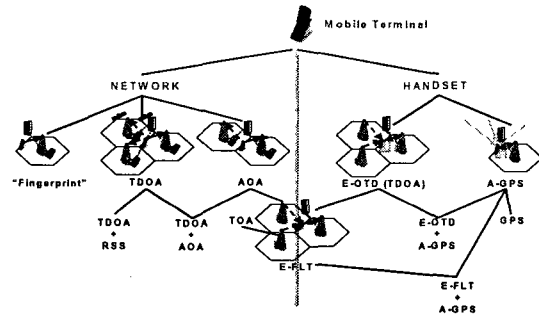 Mobile Terminal
NETWORK
HANDSET
"Fingerprint"
TDOA
AOA
E-OTD (TDOA)
A-GPS
TDOA
+
RSS
TDOA
+
AOA
TOA
E-FLT
E-OTD
+
A-GPS
GPS
E-FLT
+
A-GPS